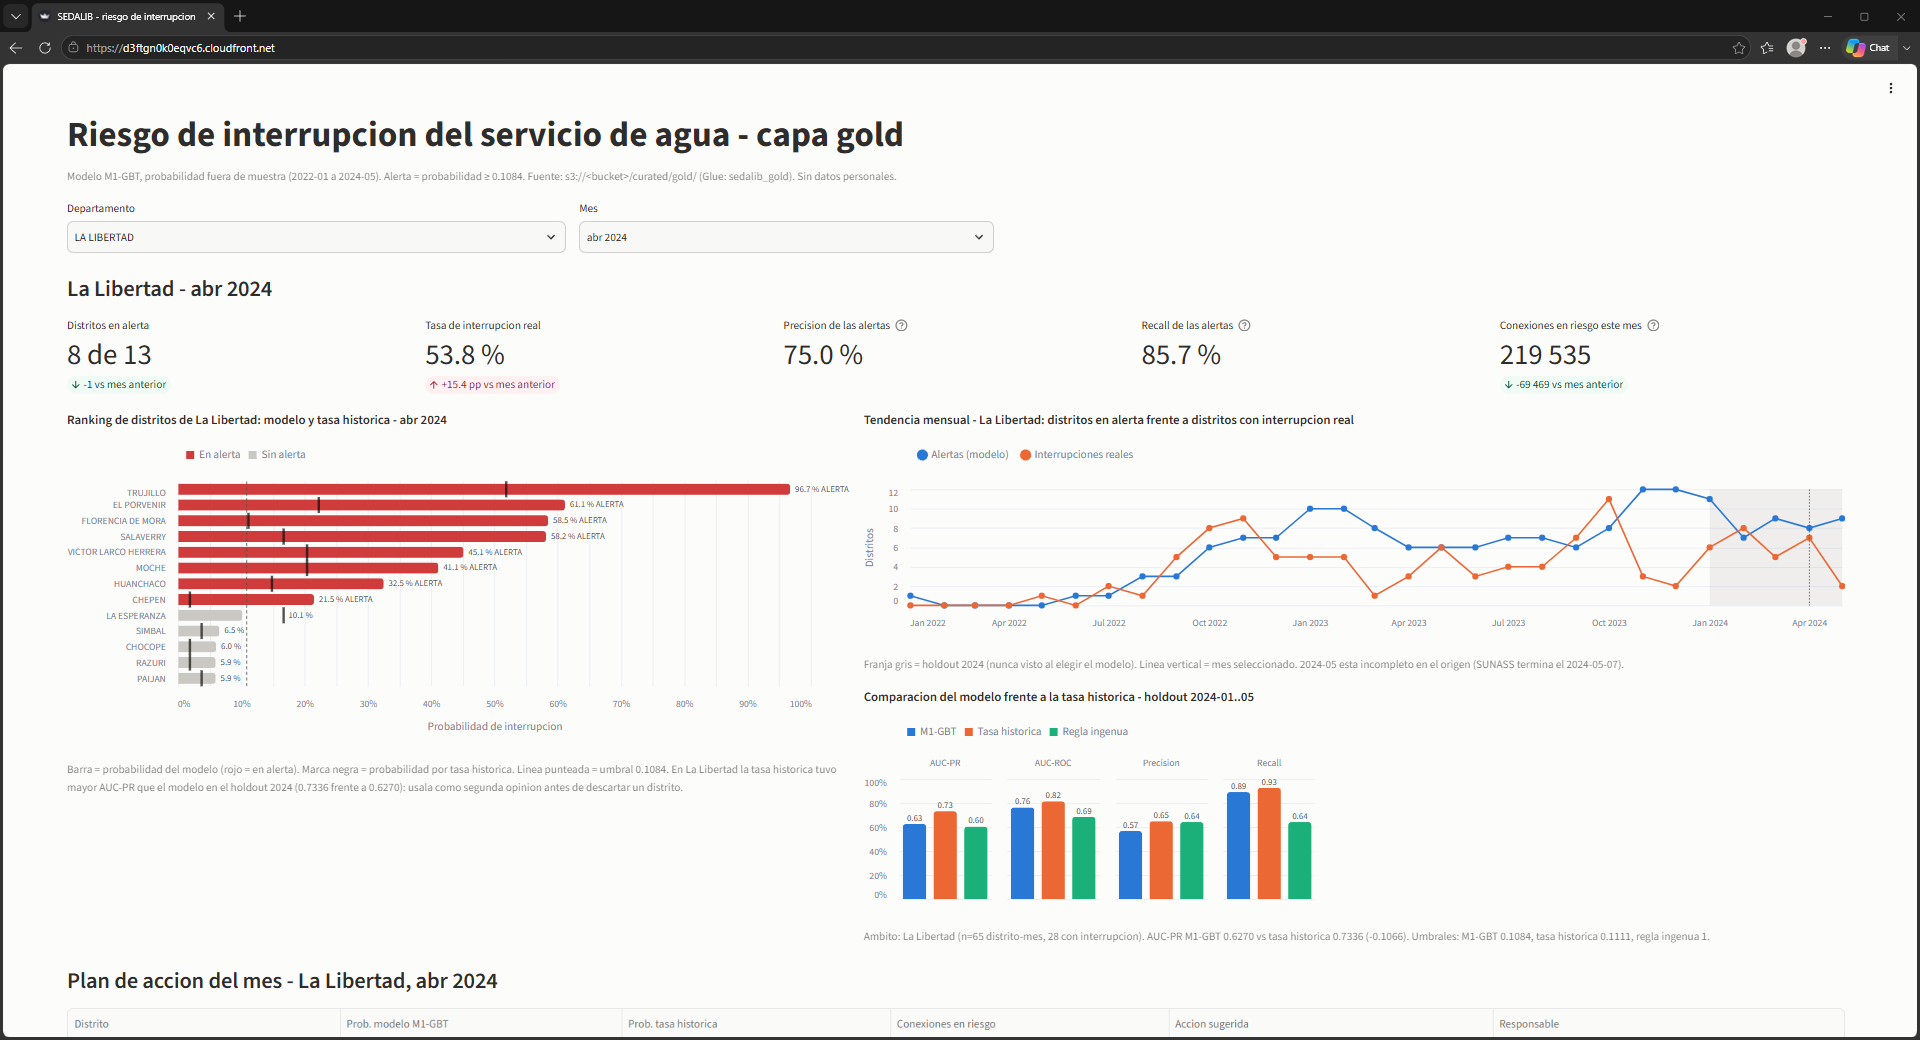 SEDALIB - riesgo de interrupcion
https://d3ftgn0k0eqvc6.cloudfront.net
Chat
Riesgo de interrupcion del servicio de agua - capa gold
Modelo M1-GBT, probabilidad fuera de muestra (2022-01 a 2024-05). Alerta = probabilidad ≥ 0.1084. Fuente: s3://<bucket>/curated/gold/ (Glue: sedalib_gold). Sin datos personales.
Departamento
Mes
LA LIBERTAD
abr 2024
La Libertad - abr 2024
Distritos en alerta
8 de 13
↓ -1 vs mes anterior
Tasa de interrupcion real
53.8 %
↑ +15.4 pp vs mes anterior
Precision de las alertas
75.0 %
Recall de las alertas
85.7 %
Conexiones en riesgo este mes
219 535
↓ -69 469 vs mes anterior
Ranking de distritos de La Libertad: modelo y tasa historica - abr 2024
En alerta Sin alerta
TRUJILLO 96.7 % ALERTA
EL PORVENIR 61.1 % ALERTA
FLORENCIA DE MORA 58.5 % ALERTA
SALAVERRY 58.2 % ALERTA
VICTOR LARCO HERRERA 45.1 % ALERTA
MOCHE 41.1 % ALERTA
HUANCHACO 32.5 % ALERTA
CHEPEN 21.5 % ALERTA
LA ESPERANZA 10.1 %
SIMBAL 6.5 %
CHOCOPE 6.0 %
RAZURI 5.9 %
PAIJAN 5.9 %
0% 10% 20% 30% 40% 50% 60% 70% 80% 90% 100%
Probabilidad de interrupcion
Barra = probabilidad del modelo (rojo = en alerta). Marca negra = probabilidad por tasa historica. Linea punteada = umbral 0.1084. En La Libertad la tasa historica tuvo
mayor AUC-PR que el modelo en el holdout 2024 (0.7336 frente a 0.6270): usala como segunda opinion antes de descartar un distrito.
Tendencia mensual - La Libertad: distritos en alerta frente a distritos con interrupcion real
Alertas (modelo) Interrupciones reales
Distritos
12
10
8
6
4
2
0
Jan 2022 Apr 2022 Jul 2022 Oct 2022 Jan 2023 Apr 2023 Jul 2023 Oct 2023 Jan 2024 Apr 2024
Franja gris = holdout 2024 (nunca visto al elegir el modelo). Linea vertical = mes seleccionado. 2024-05 esta incompleto en el origen (SUNASS termina el 2024-05-07).
Comparacion del modelo frente a la tasa historica - holdout 2024-01..05
M1-GBT Tasa historica Regla ingenua
AUC-PR AUC-ROC Precision Recall
100%
80%
60%
40%
20%
0%
0.63 0.73 0.60
0.76 0.82 0.69
0.57 0.65 0.64
0.89 0.93 0.64
Ambito: La Libertad (n=65 distrito-mes, 28 con interrupcion). AUC-PR M1-GBT 0.6270 vs tasa historica 0.7336 (-0.1066). Umbrales: M1-GBT 0.1084, tasa historica 0.1111, regla ingenua 1.
Plan de accion del mes - La Libertad, abr 2024
Distrito Prob. modelo M1-GBT Prob. tasa historica Conexiones en riesgo Accion sugerida Responsable